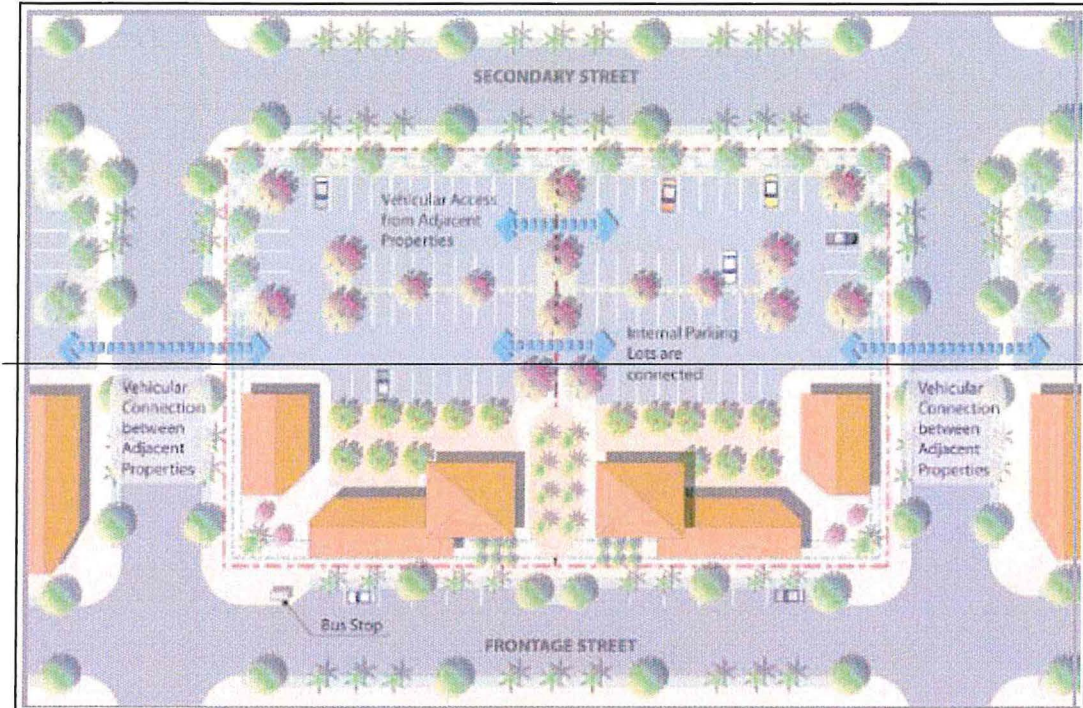 SECONDARY STREET
Vehicular Access
from Adjacent
Properties
Internal Parking
Lots are
connected
Vehicular
Connection
between
Adjacent
Properties
Vehicular
Connection
between
Adjacent
Properties
Bus Stop
FRONTAGE STREET